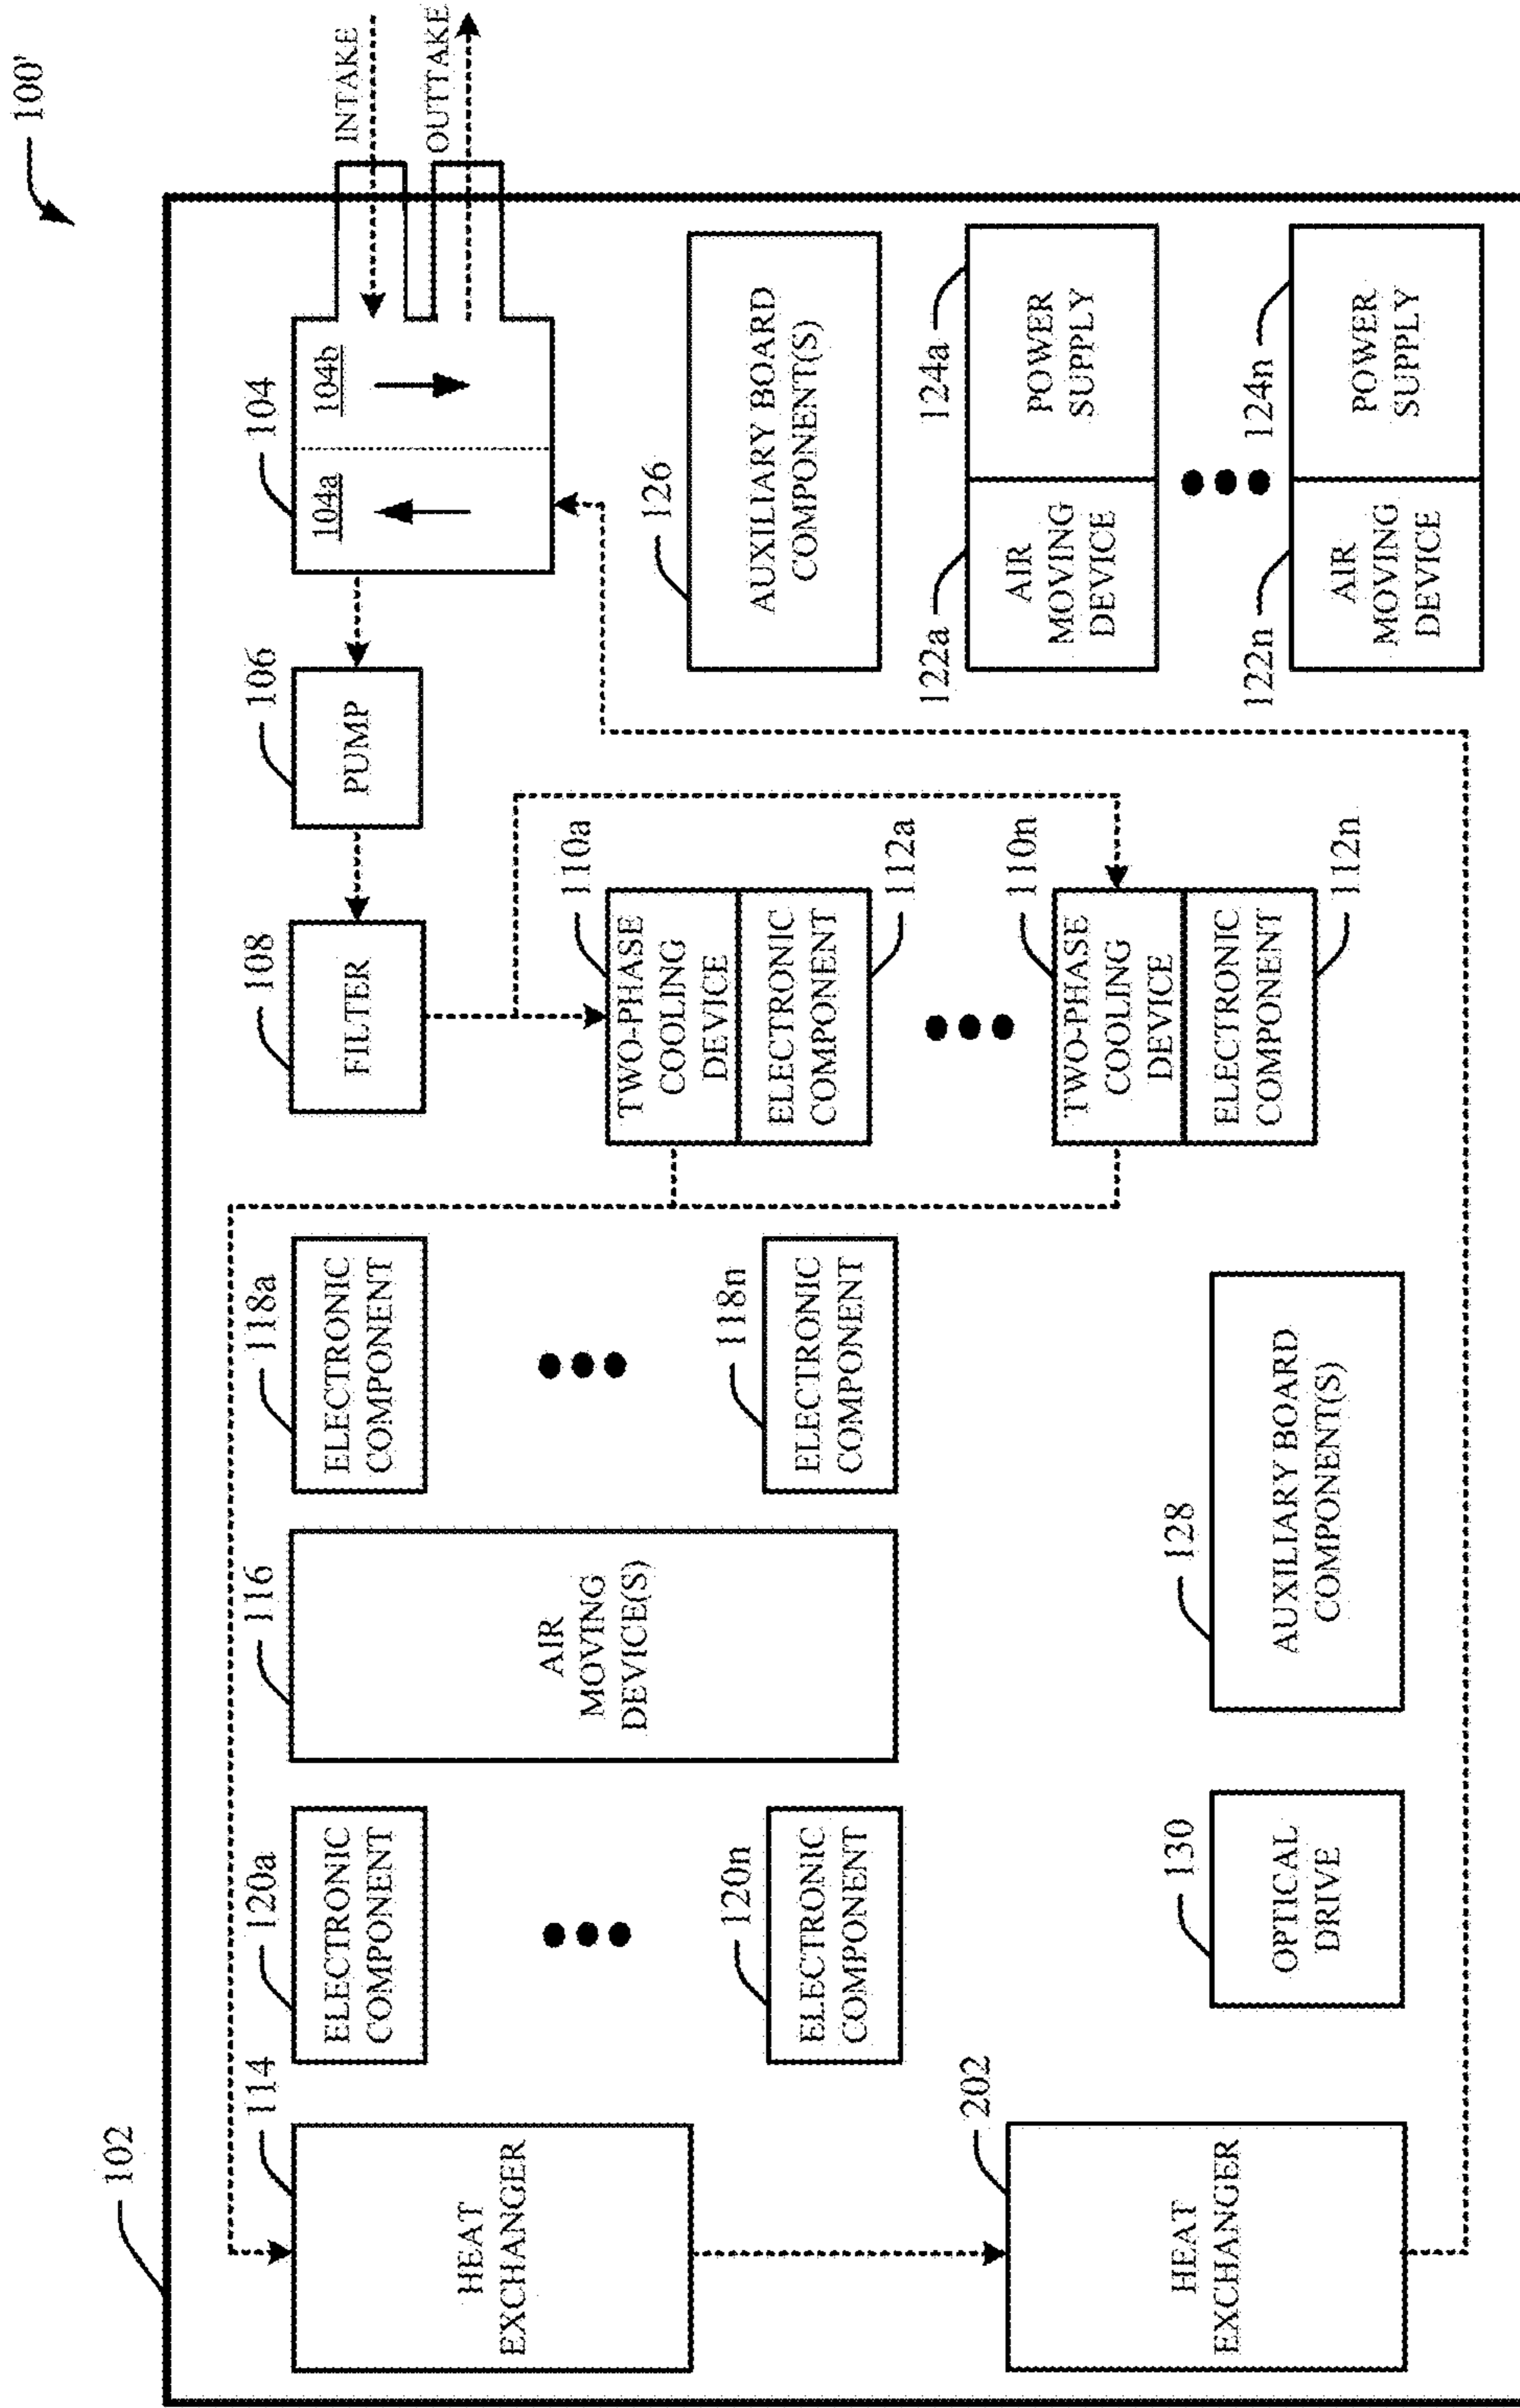 100'
102
114
HEAT
EXCHANGER
120a
ELECTRONIC
COMPONENT
116
AIR
MOVING
DEVICE(S)
118a
ELECTRONIC
COMPONENT
108
FILTER
106
PUMP
104
104a
104b
INTAKE
OUTTAKE
120n
ELECTRONIC
COMPONENT
118n
ELECTRONIC
COMPONENT
110a
TWO-PHASE
COOLING
DEVICE
ELECTRONIC
COMPONENT
112a
126
AUXILIARY BOARD
COMPONENT(S)
202
HEAT
EXCHANGER
130
OPTICAL
DRIVE
128
AUXILIARY BOARD
COMPONENT(S)
110n
TWO-PHASE
COOLING
DEVICE
ELECTRONIC
COMPONENT
112n
122a
AIR
MOVING
DEVICE
124a
POWER
SUPPLY
122n
AIR
MOVING
DEVICE
124n
POWER
SUPPLY